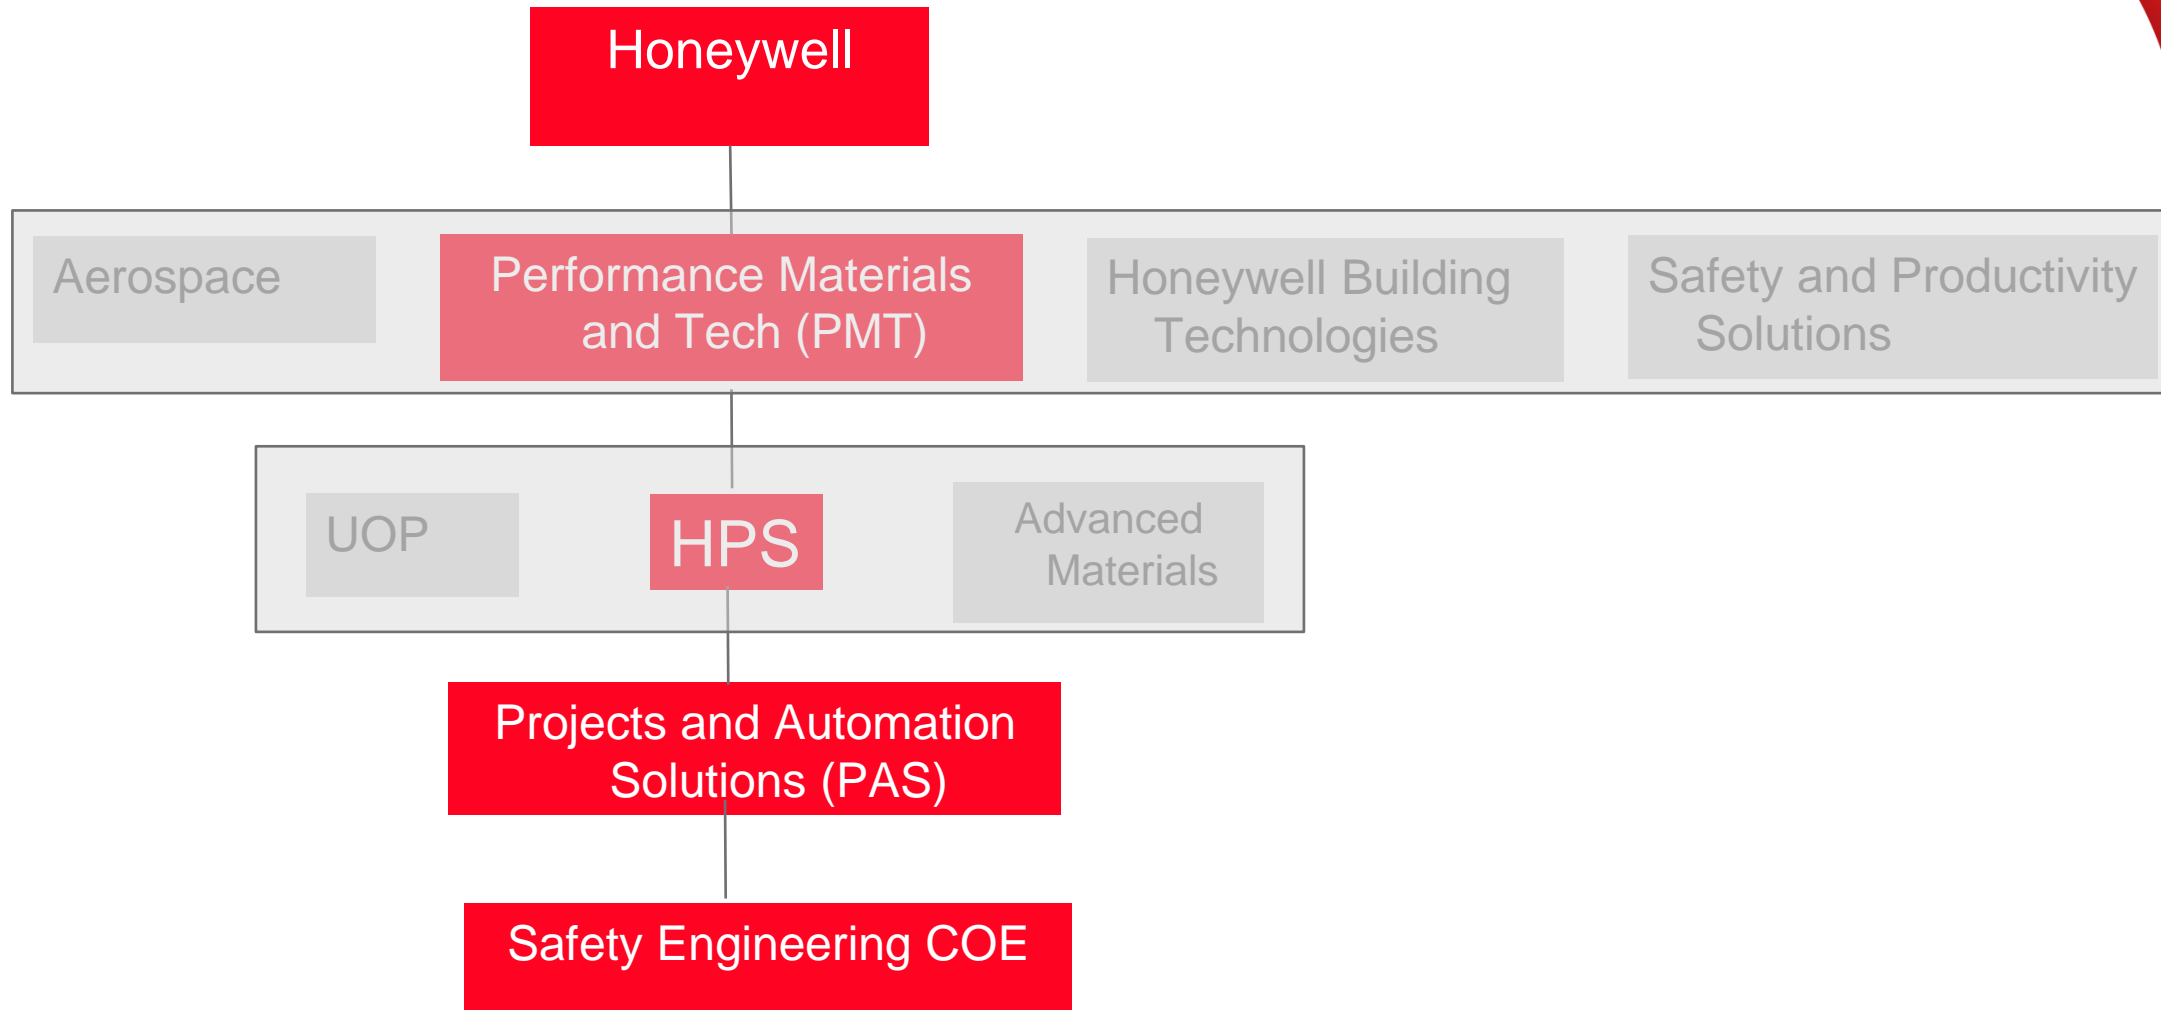 Honeywell
Aerospace
Performance Materials
and Tech (PMT)
Honeywell Building
Technologies
Safety and Productivity
Solutions
UOP
HPS
Advanced
Materials
Projects and Automation
Solutions (PAS)
Safety Engineering COE